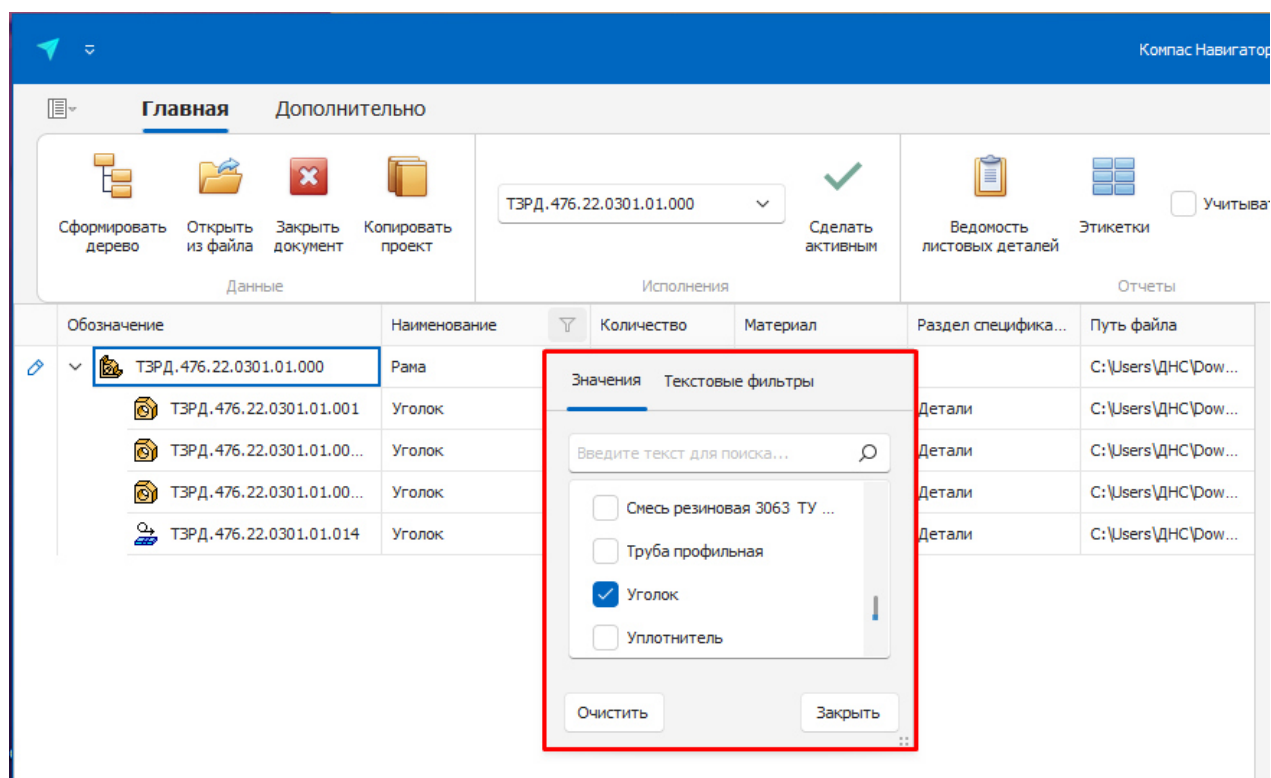 Компас Навигатор
Главная Дополнительно
Сформировать дерево
Открыть из файла
Закрыть документ
Копировать проект
Данные
ТЗРД.476.22.0301.01.000
Сделать активным
Исполнения
Ведомость листовых деталей
Этикетки
Учитыват
Отчеты
Обозначение Наименование Количество Материал Раздел специфика... Путь файла
ТЗРД.476.22.0301.01.000 Рама C:\Users\ДНС\Dow...
ТЗРД.476.22.0301.01.001 Уголок Детали C:\Users\ДНС\Dow...
ТЗРД.476.22.0301.01.00... Уголок Детали C:\Users\ДНС\Dow...
ТЗРД.476.22.0301.01.00... Уголок Детали C:\Users\ДНС\Dow...
ТЗРД.476.22.0301.01.014 Уголок Детали C:\Users\ДНС\Dow...
Значения Текстовые фильтры
Введите текст для поиска...
Смесь резиновая 3063 ТУ ...
Труба профильная
Уголок
Уплотнитель
Очистить Закрыть